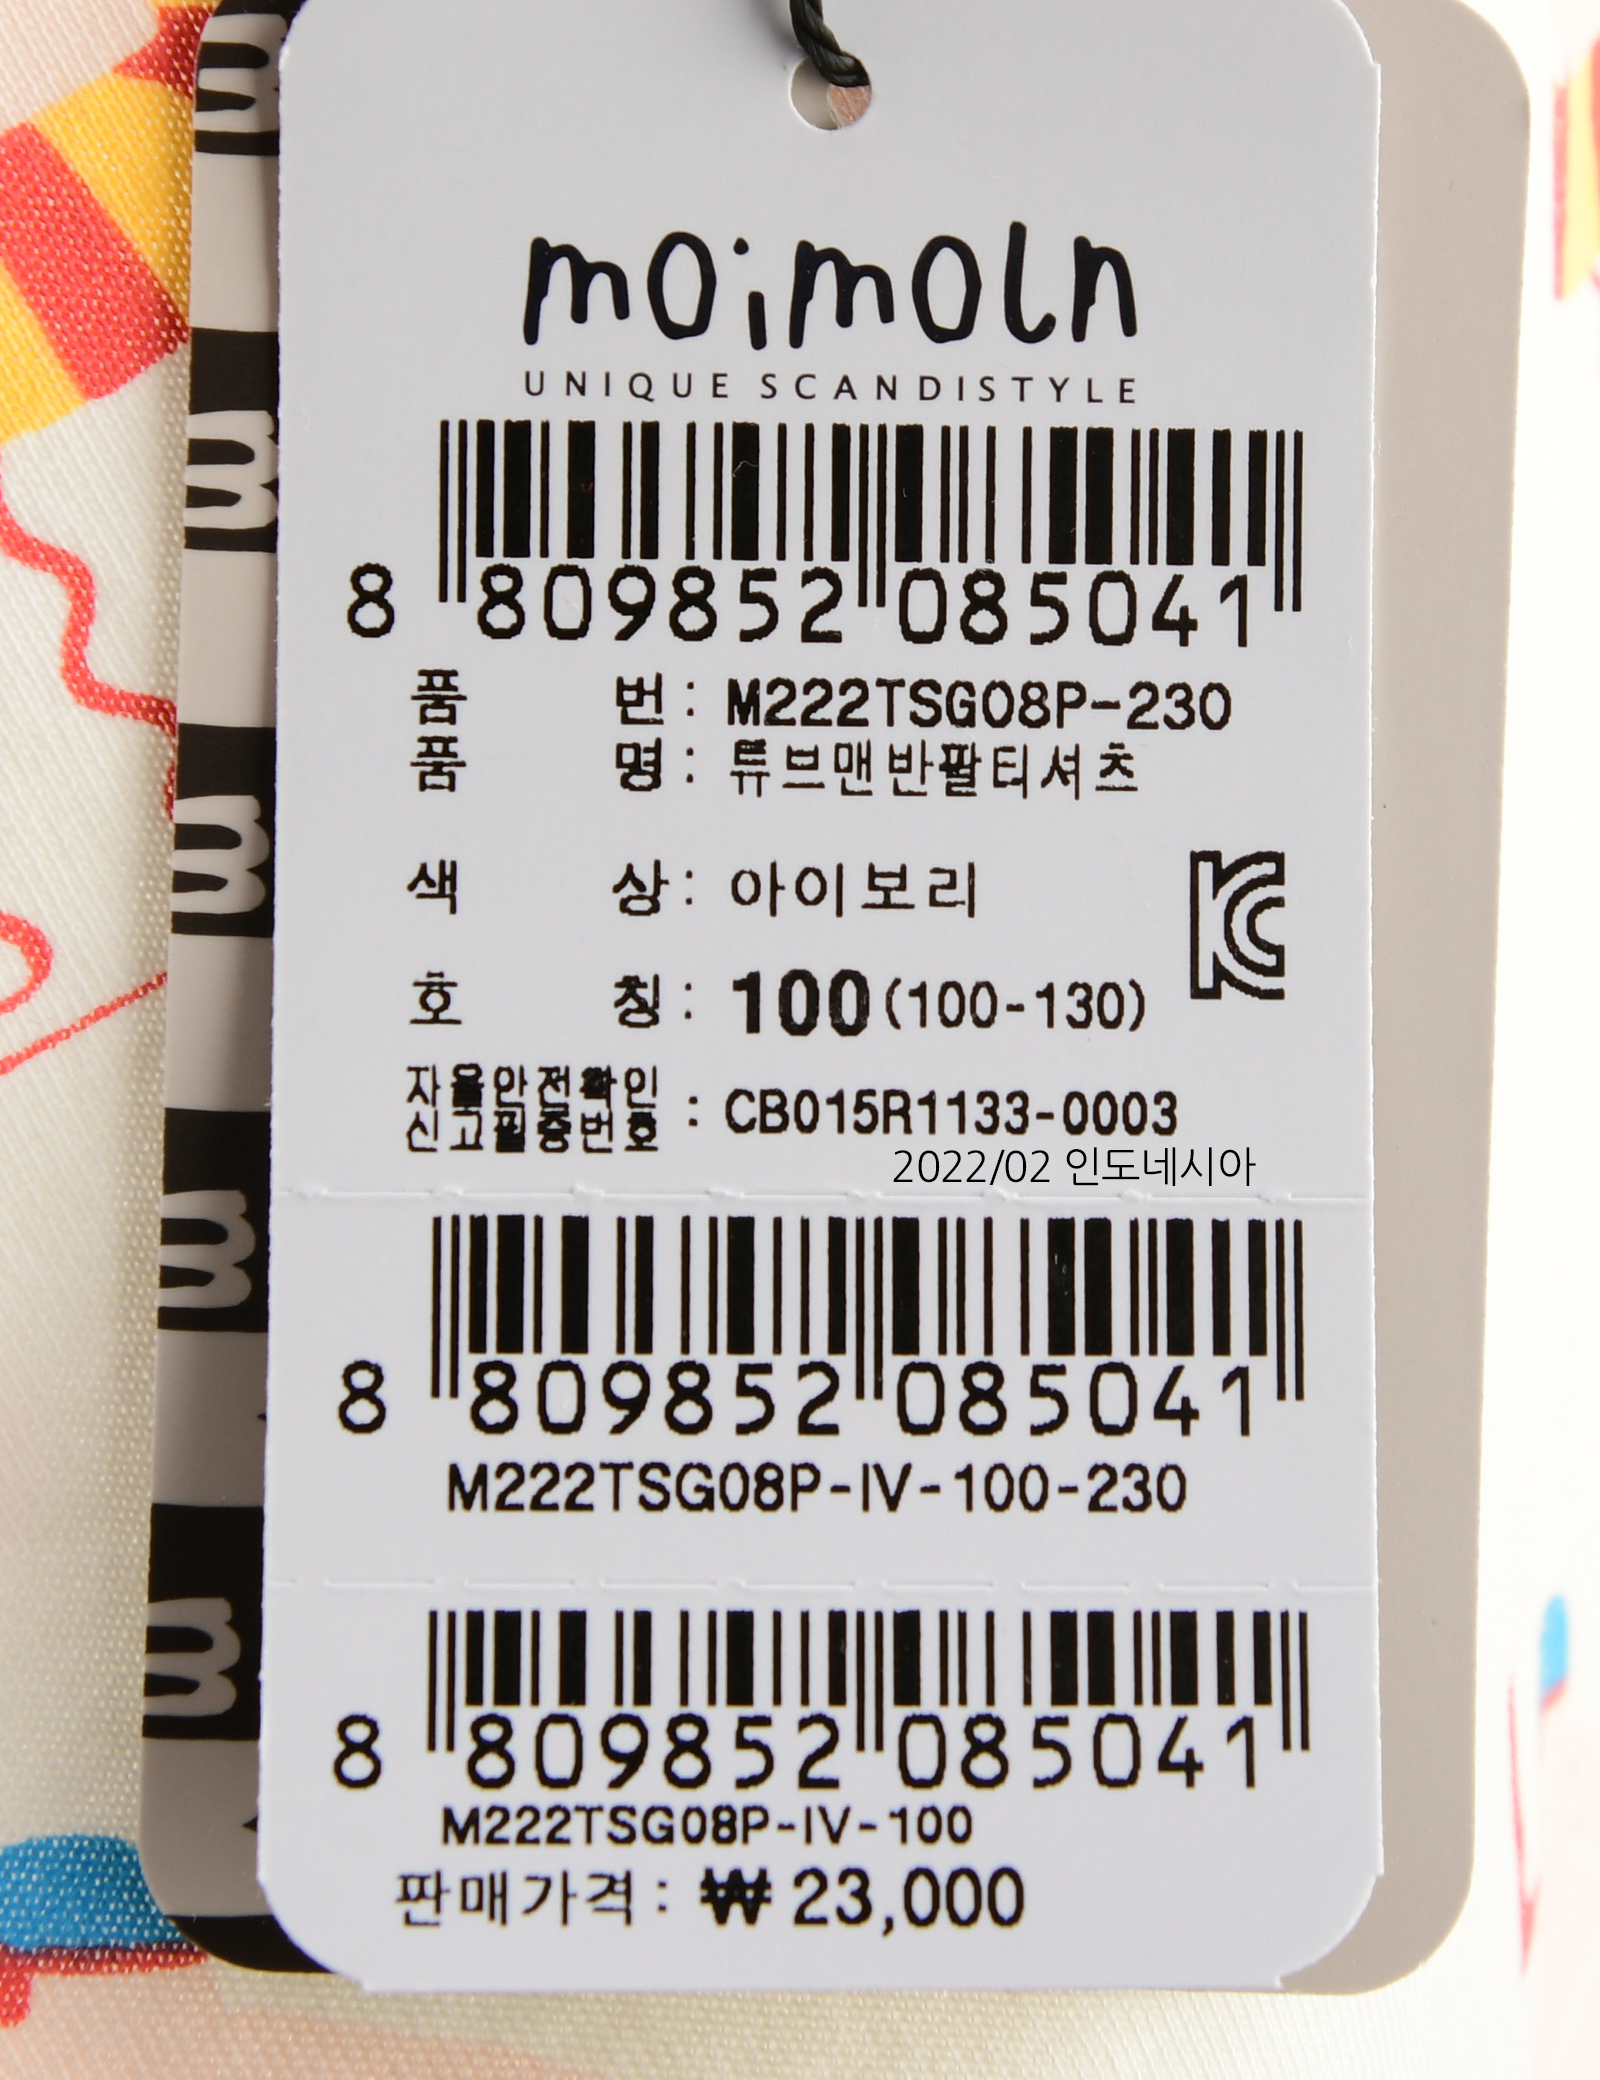 moimoln
UNIQUE SCANDISTYLE
8 809852 085041
품 번 : M222TSG08P-230
품 명 : 튜브맨반팔티셔츠
색 상 : 아이보리
호 칭 : 100(100-130)
자율안전확인
신고필증번호 : CB015R1133-0003
2022/02 인도네시아
8 809852 085041
M222TSG08P-IV-100-230
8 809852 085041
M222TSG08P-IV-100
판매가격 : ₩ 23,000